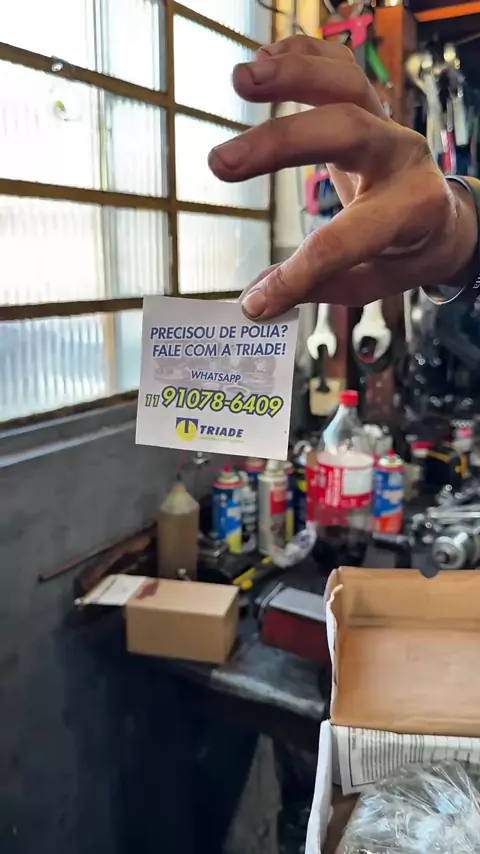 PRECISOU DE POLIA?
FALE COM A TRIADE!
WHATSAPP
11 91078-6409
TRIADE